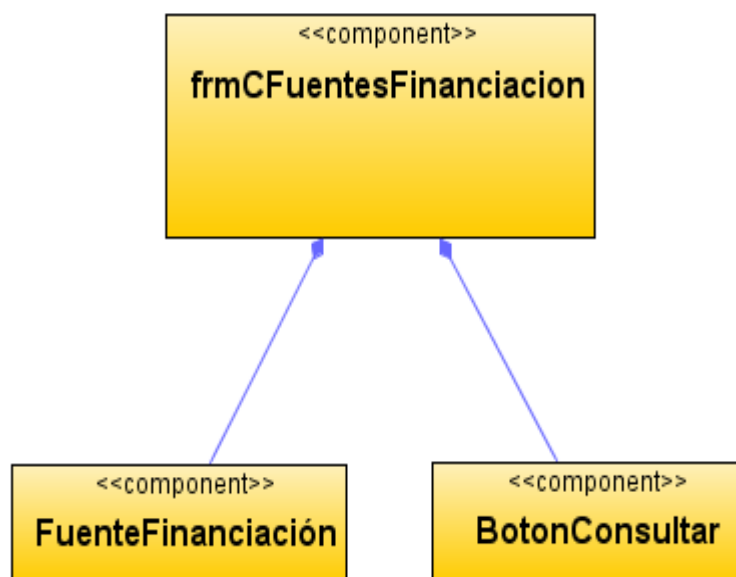 <<component>>
frmCFuentesFinanciacion
<<component>>
FuenteFinanciación
<<component>>
BotonConsultar